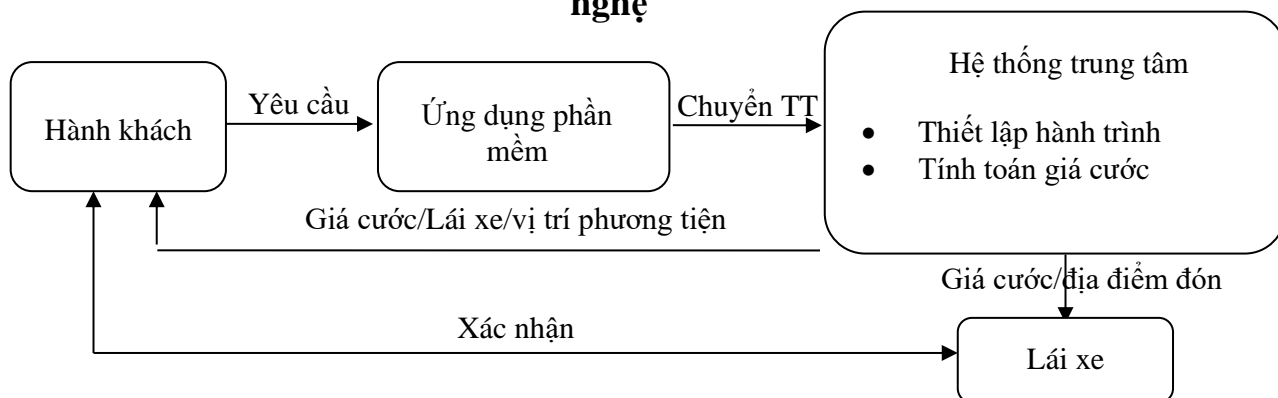 nghệ
Hệ thống trung tâm
Hành khách
Yêu cầu
Ứng dụng phần
mềm
Chuyển TT
• Thiết lập hành trình
• Tính toán giá cước
Giá cước/Lái xe/vị trí phương tiện
Giá cước/địa điểm đón
Xác nhận
Lái xe